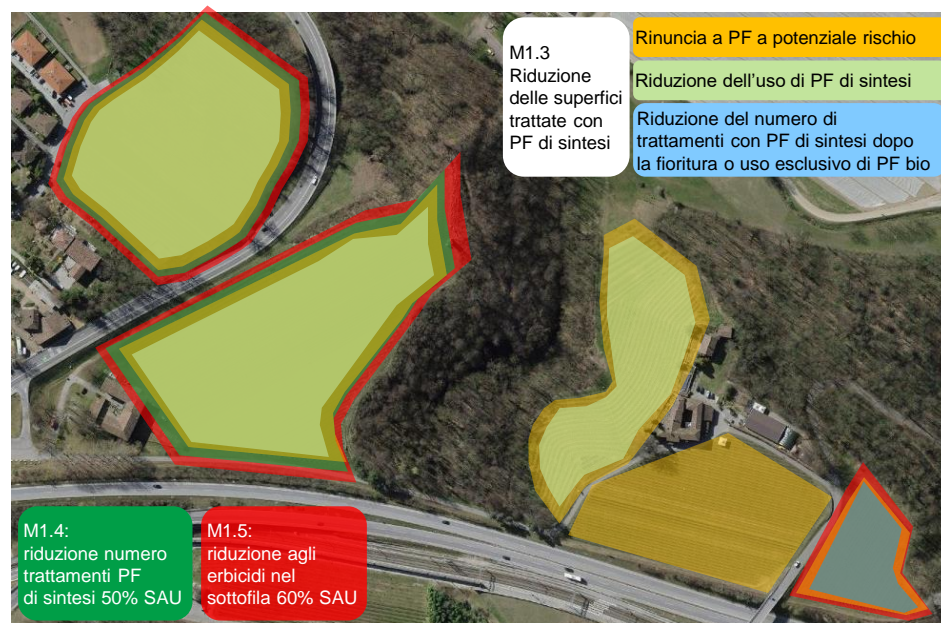 M1.3
Riduzione
delle superfici
trattate con
PF di sintesi
Rinuncia a PF a potenziale rischio
Riduzione dell'uso di PF di sintesi
Riduzione del numero di
trattamenti con PF di sintesi dopo
la fioritura o uso esclusivo di PF bio
M1.4:
riduzione numero
trattamenti PF
di sintesi 50% SAU
M1.5:
riduzione agli
erbicidi nel
sottofila 60% SAU